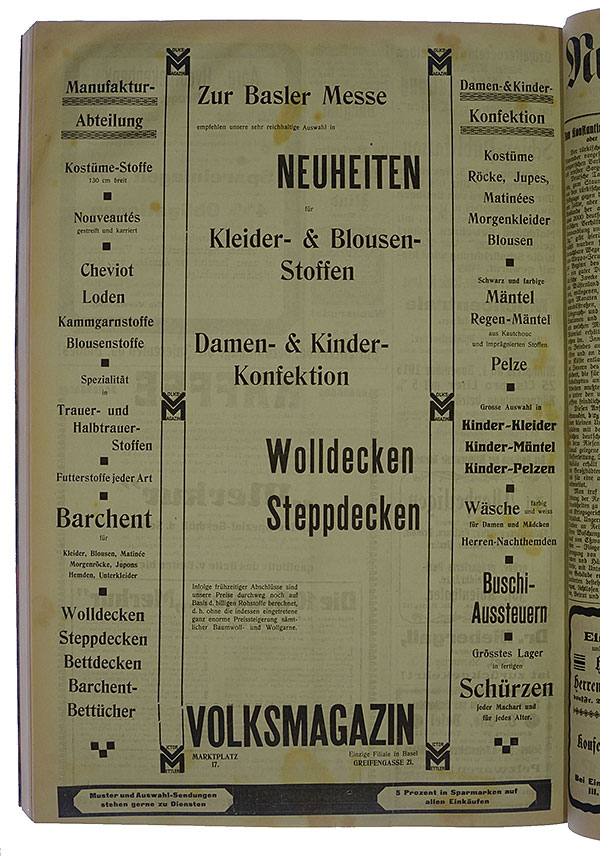 Manufaktur-
Abteilung
Kostüme-Stoffe
130 cm breit
Nouveautés
gestreift und karriert
Cheviot
Loden
Kammgarnstoffe
Blousenstoffe
Spezialität
in
Trauer- und
Halbtrauer-
Stoffen
Futterstoffe jeder Art
Barchent
für
Kleider, Blousen, Matinée
Morgenröcke, Jupons
Hemden, Unterkleider
Wolldecken
Steppdecken
Bettdecken
Barchent-
Bettücher
Zur Basler Messe
empfehlen unsere sehr reichhaltige Auswahl in
NEUHEITEN
für
Kleider- & Blousen-
Stoffen
Damen- & Kinder-
Konfektion
Wolldecken
Steppdecken
Infolge frühzeitiger Abschlüsse sind
unsere Preise durchweg noch auf
Basis d. billigen Rohstoffe berechnet,
d. h. ohne die indessen eingetretene
ganz enorme Preissteigerung sämt-
licher Baumwoll- und Wollgarne.
VOLKSMAGAZIN
MARKTPLATZ
17.
Einzige Filiale in Basel
GREIFENGASSE 21.
VICTOR
METTLER
VICTOR
METTLER
Damen-&Kinder-
Konfektion
Kostüme
Röcke, Jupes,
Matinées
Morgenkleider
Blousen
Schwarz und farbige
Mäntel
Regen-Mäntel
aus Kautchouc
und imprägnierten Stoffen.
Pelze
Grosse Auswahl in
Kinder-Kleider
Kinder-Mäntel
Kinder-Pelzen
Wäsche farbig
und weiss
für Damen und Mädchen
Herren-Nachthemden
Buschi-
Aussteuern
Grösstes Lager
in fertigen
Schürzen
jeder Machart und
für jedes Alter.
Muster und Auswahl-Sendungen
stehen gerne zu Diensten
5 Prozent in Sparmarken auf
allen Einkäufen